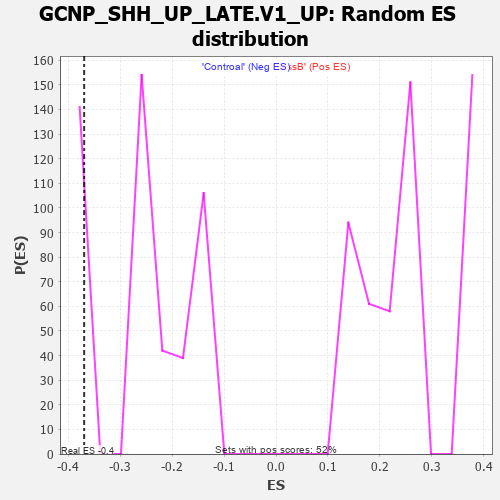 GCNP_SHH_UP_LATE.V1_UP: Random ES
distribution
'Controal' (Neg ES)
sB' (Pos ES)
160
150
140
130
120
110
100
90
80
70
60
50
40
30
20
10
0
P(ES)
Real ES -0.4
Sets with pos scores: 52%
-0.4 -0.3 -0.2 -0.1 0.0 0.1 0.2 0.3 0.4
ES